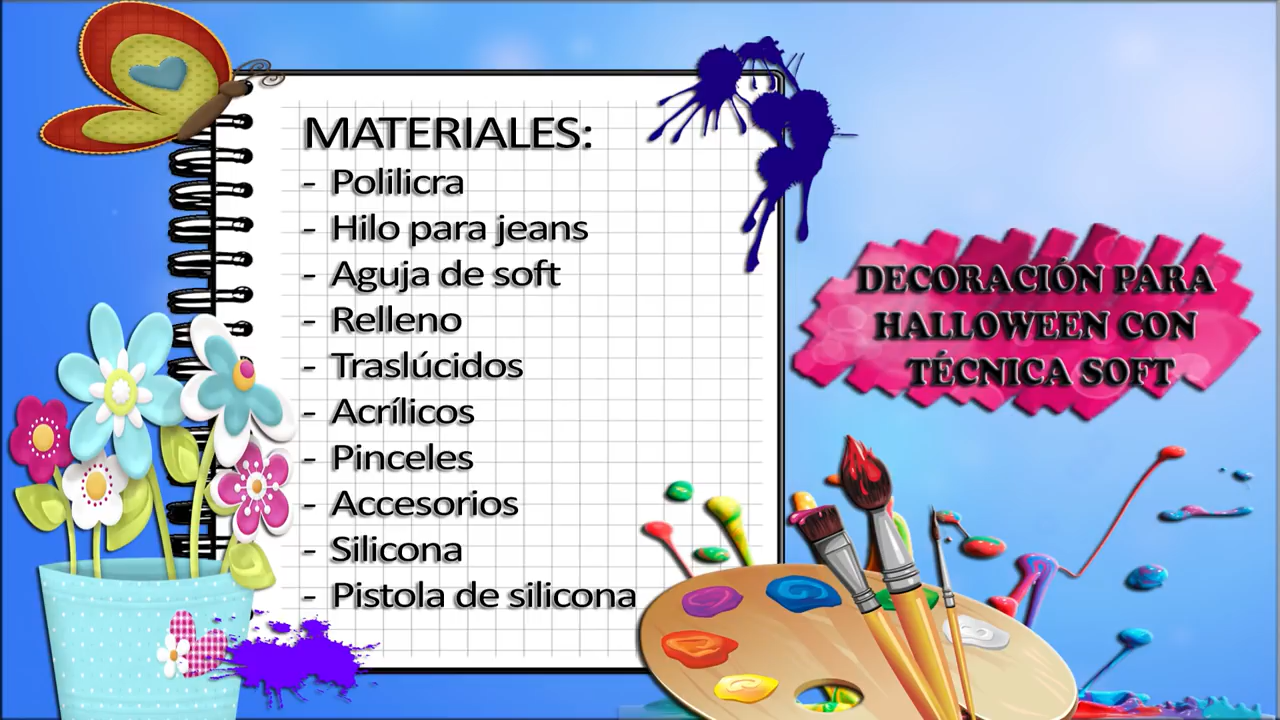 MATERIALES:
- Polilicra
- Hilo para jeans
- Aguja de soft
- Relleno
- Traslúcidos
- Acrílicos
- Pinceles
- Accesorios
- Silicona
- Pistola de silicona
DECORACIÓN PARA
HALLOWEEN CON
TÉCNICA SOFT